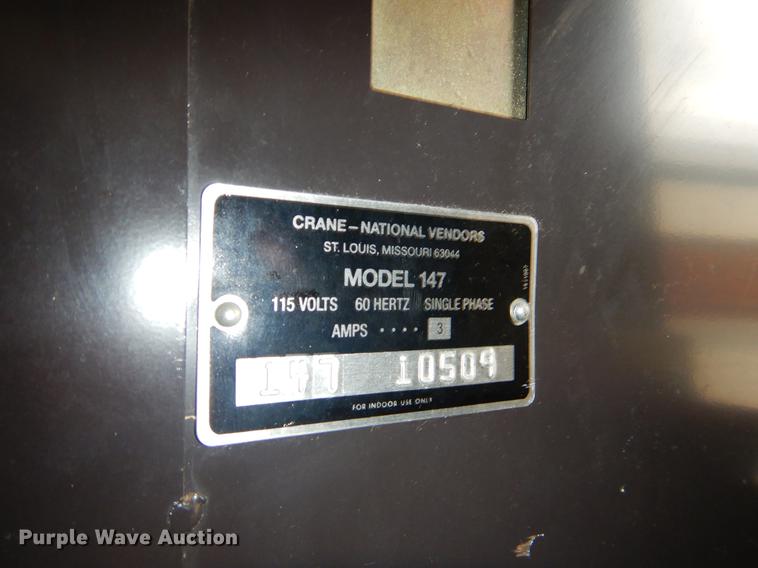 CRANE-NATIONAL VENDORS
ST. LOUIS, MISSOURI 63044
MODEL 147
115 VOLTS 60 HERTZ SINGLE PHASE
AMPS .... 3
147 10509
FOR INDOOR USE ONLY
Purple Wave Auction